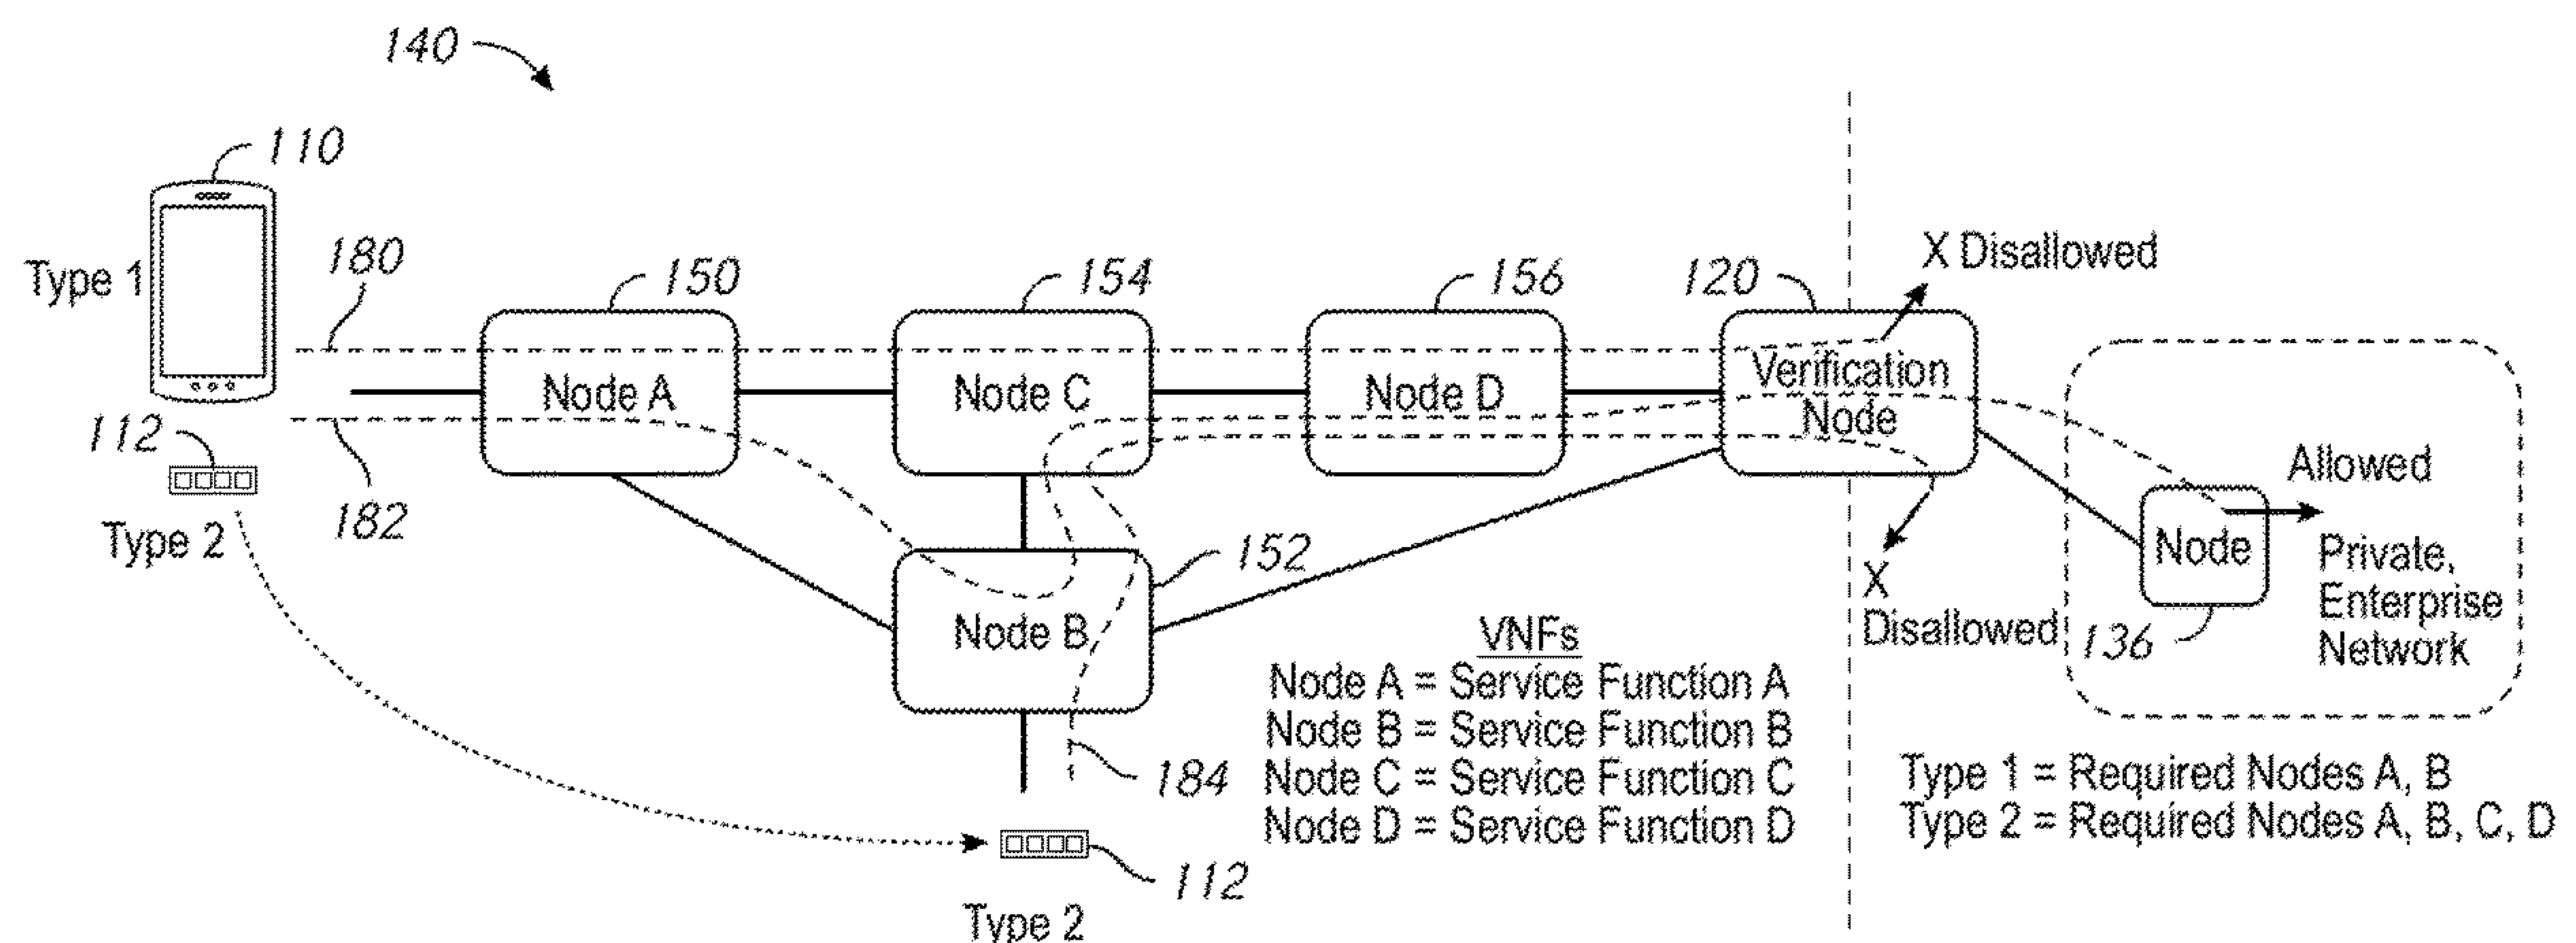 140
110
Type 1
180
150
154
156
120
X Disallowed
Node A
Node C
Node D
Verification
Node
112
182
Type 2
Allowed
Node
Private,
Enterprise
Network
136
X
Disallowed
152
Node B
VNFs
Node A = Service Function A
Node B = Service Function B
Node C = Service Function C
Node D = Service Function D
184
Type 1 = Required Nodes A, B
Type 2 = Required Nodes A, B, C, D
112
Type 2